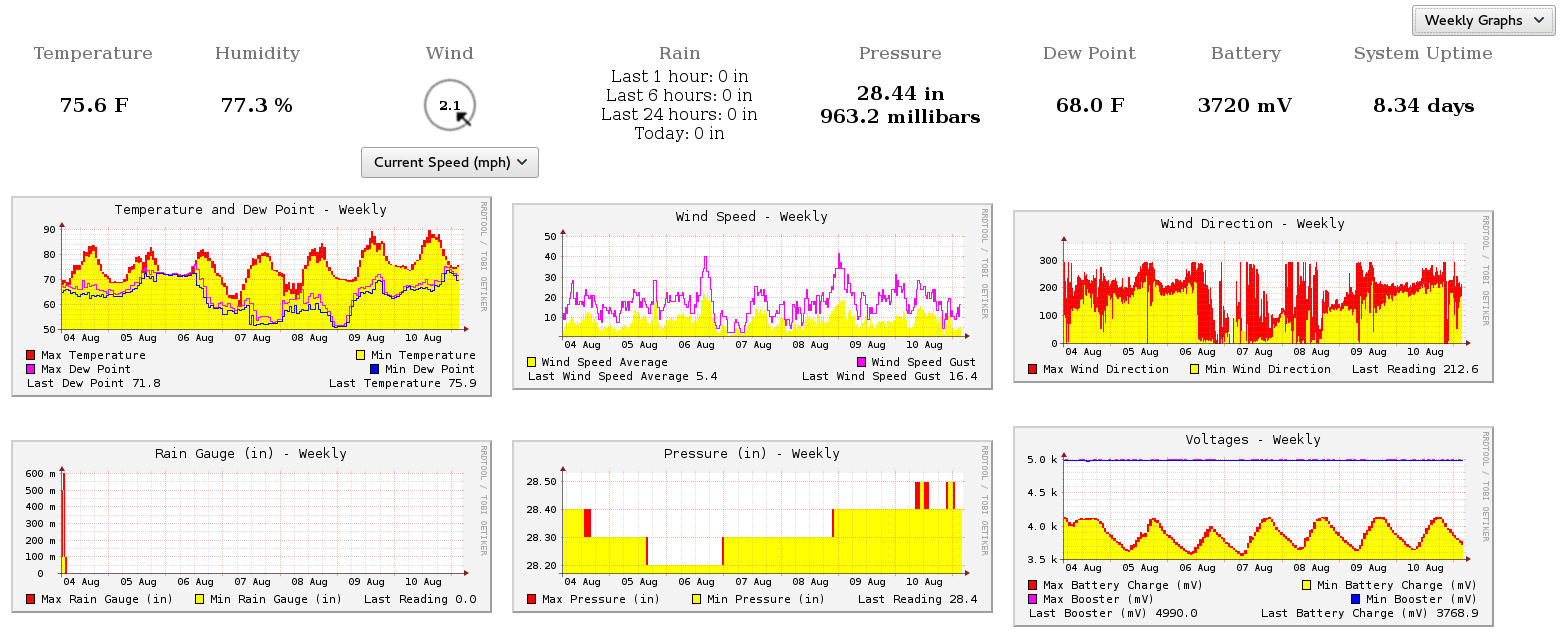 Weekly Graphs
Temperature Humidity Wind Rain Pressure Dew Point Battery System Uptime
75.6 F
77.3 %
2.1
Last 1 hour: 0 in
Last 6 hours: 0 in
Last 24 hours: 0 in
Today: 0 in
28.44 in
963.2 millibars
68.0 F
3720 mV
8.34 days
Current Speed (mph)
Temperature and Dew Point - Weekly
RRDTOOL / TOBI OETIKER
90
80
70
60
50
04 Aug 05 Aug 06 Aug 07 Aug 08 Aug 09 Aug 10 Aug
Max Temperature Min Temperature
Max Dew Point Min Dew Point
Last Dew Point 71.8 Last Temperature 75.9
Wind Speed - Weekly
RRDTOOL / TOBI OETIKER
50
40
30
20
10
04 Aug 05 Aug 06 Aug 07 Aug 08 Aug 09 Aug 10 Aug
Wind Speed Average Wind Speed Gust
Last Wind Speed Average 5.4 Last Wind Speed Gust 16.4
Wind Direction - Weekly
RRDTOOL / TOBI OETIKER
300
200
100
0
04 Aug 05 Aug 06 Aug 07 Aug 08 Aug 09 Aug 10 Aug
Max Wind Direction Min Wind Direction Last Reading 212.6
Rain Gauge (in) - Weekly
RRDTOOL / TOBI OETIKER
600 m
500 m
400 m
300 m
200 m
100 m
0
04 Aug 05 Aug 06 Aug 07 Aug 08 Aug 09 Aug 10 Aug
Max Rain Gauge (in) Min Rain Gauge (in) Last Reading 0.0
Pressure (in) - Weekly
RRDTOOL / TOBI OETIKER
28.50
28.40
28.30
28.20
04 Aug 05 Aug 06 Aug 07 Aug 08 Aug 09 Aug 10 Aug
Max Pressure (in) Min Pressure (in) Last Reading 28.4
Voltages - Weekly
RRDTOOL / TOBI OETIKER
5.0 k
4.5 k
4.0 k
3.5 k
04 Aug 05 Aug 06 Aug 07 Aug 08 Aug 09 Aug 10 Aug
Max Battery Charge (mV) Min Battery Charge (mV)
Max Booster (mV) Min Booster (mV)
Last Booster (mV) 4990.0 Last Battery Charge (mV) 3768.9